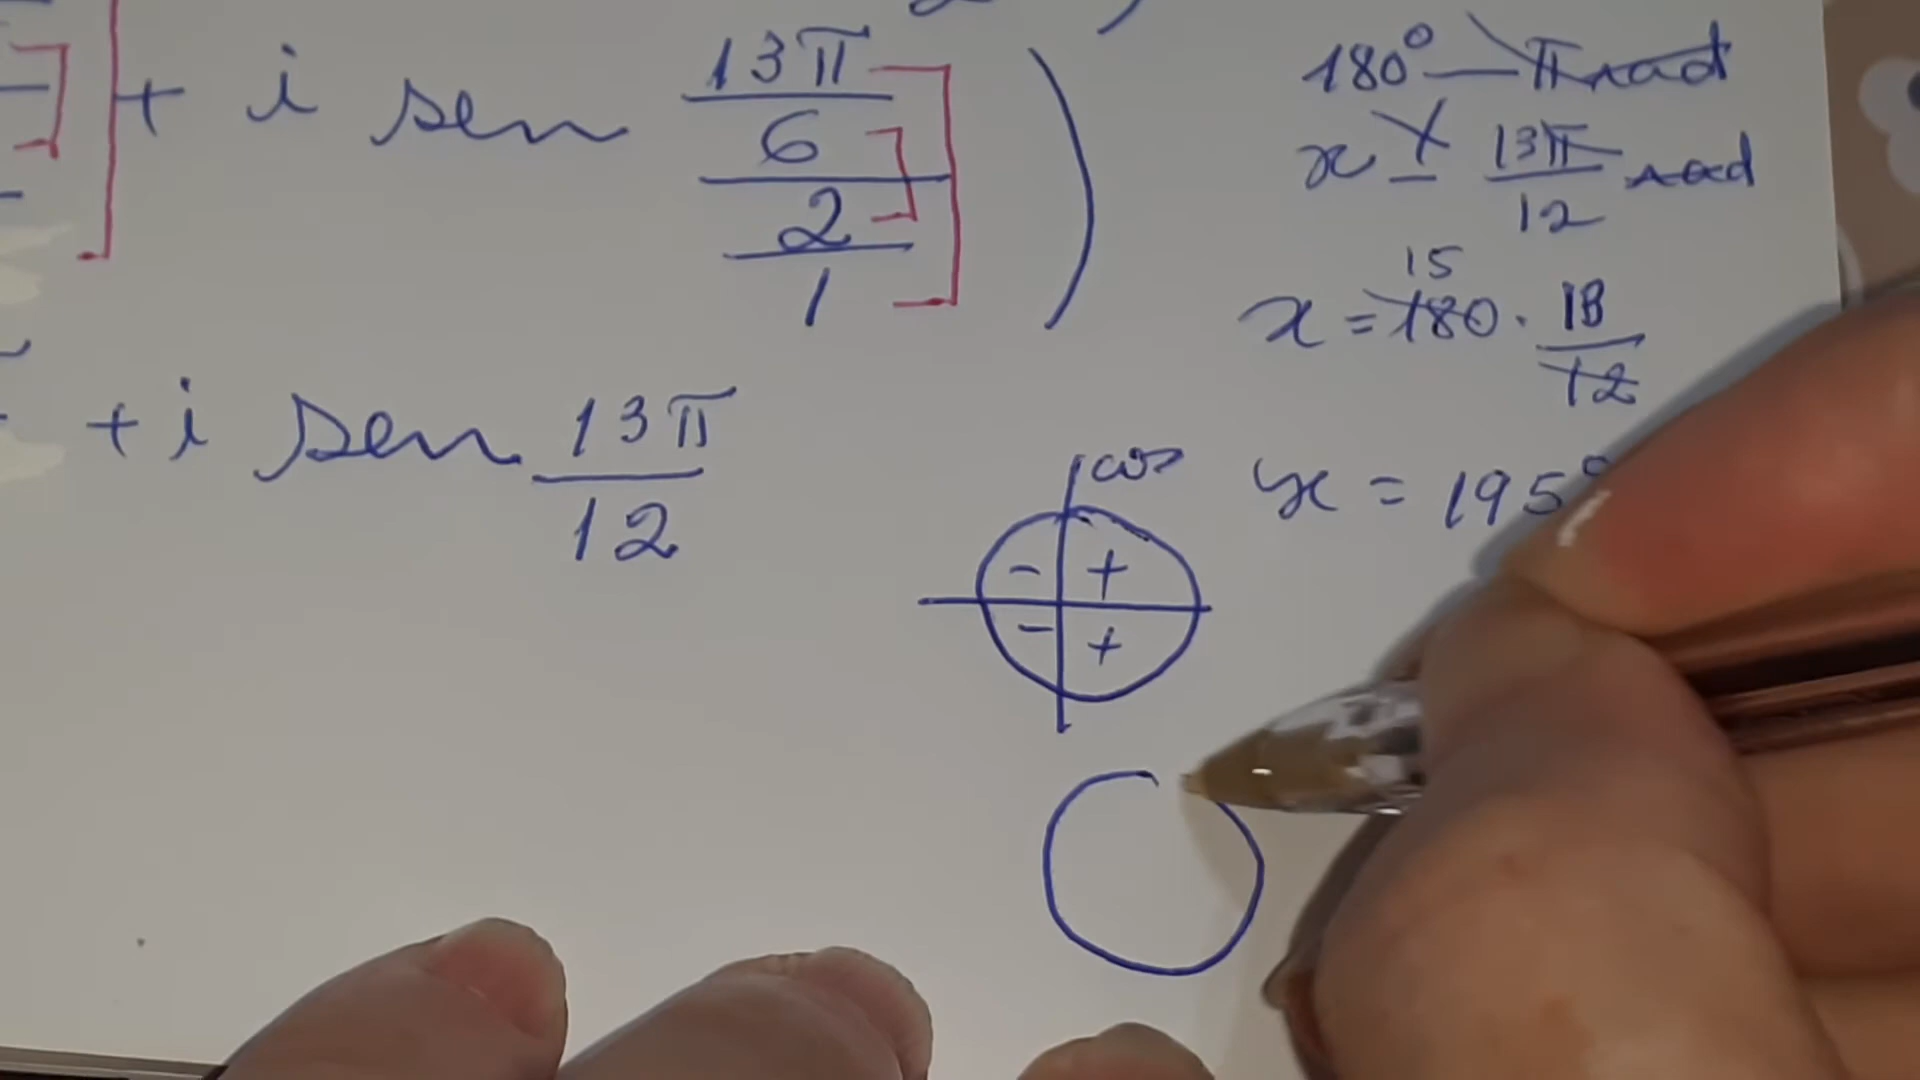 + i sen 13π
6
2
1
+ i sen 13π
12
180° — π rad
x — 13π rad
12
15
x = 180 · 13
12
x = 195°
cos
- +
- +